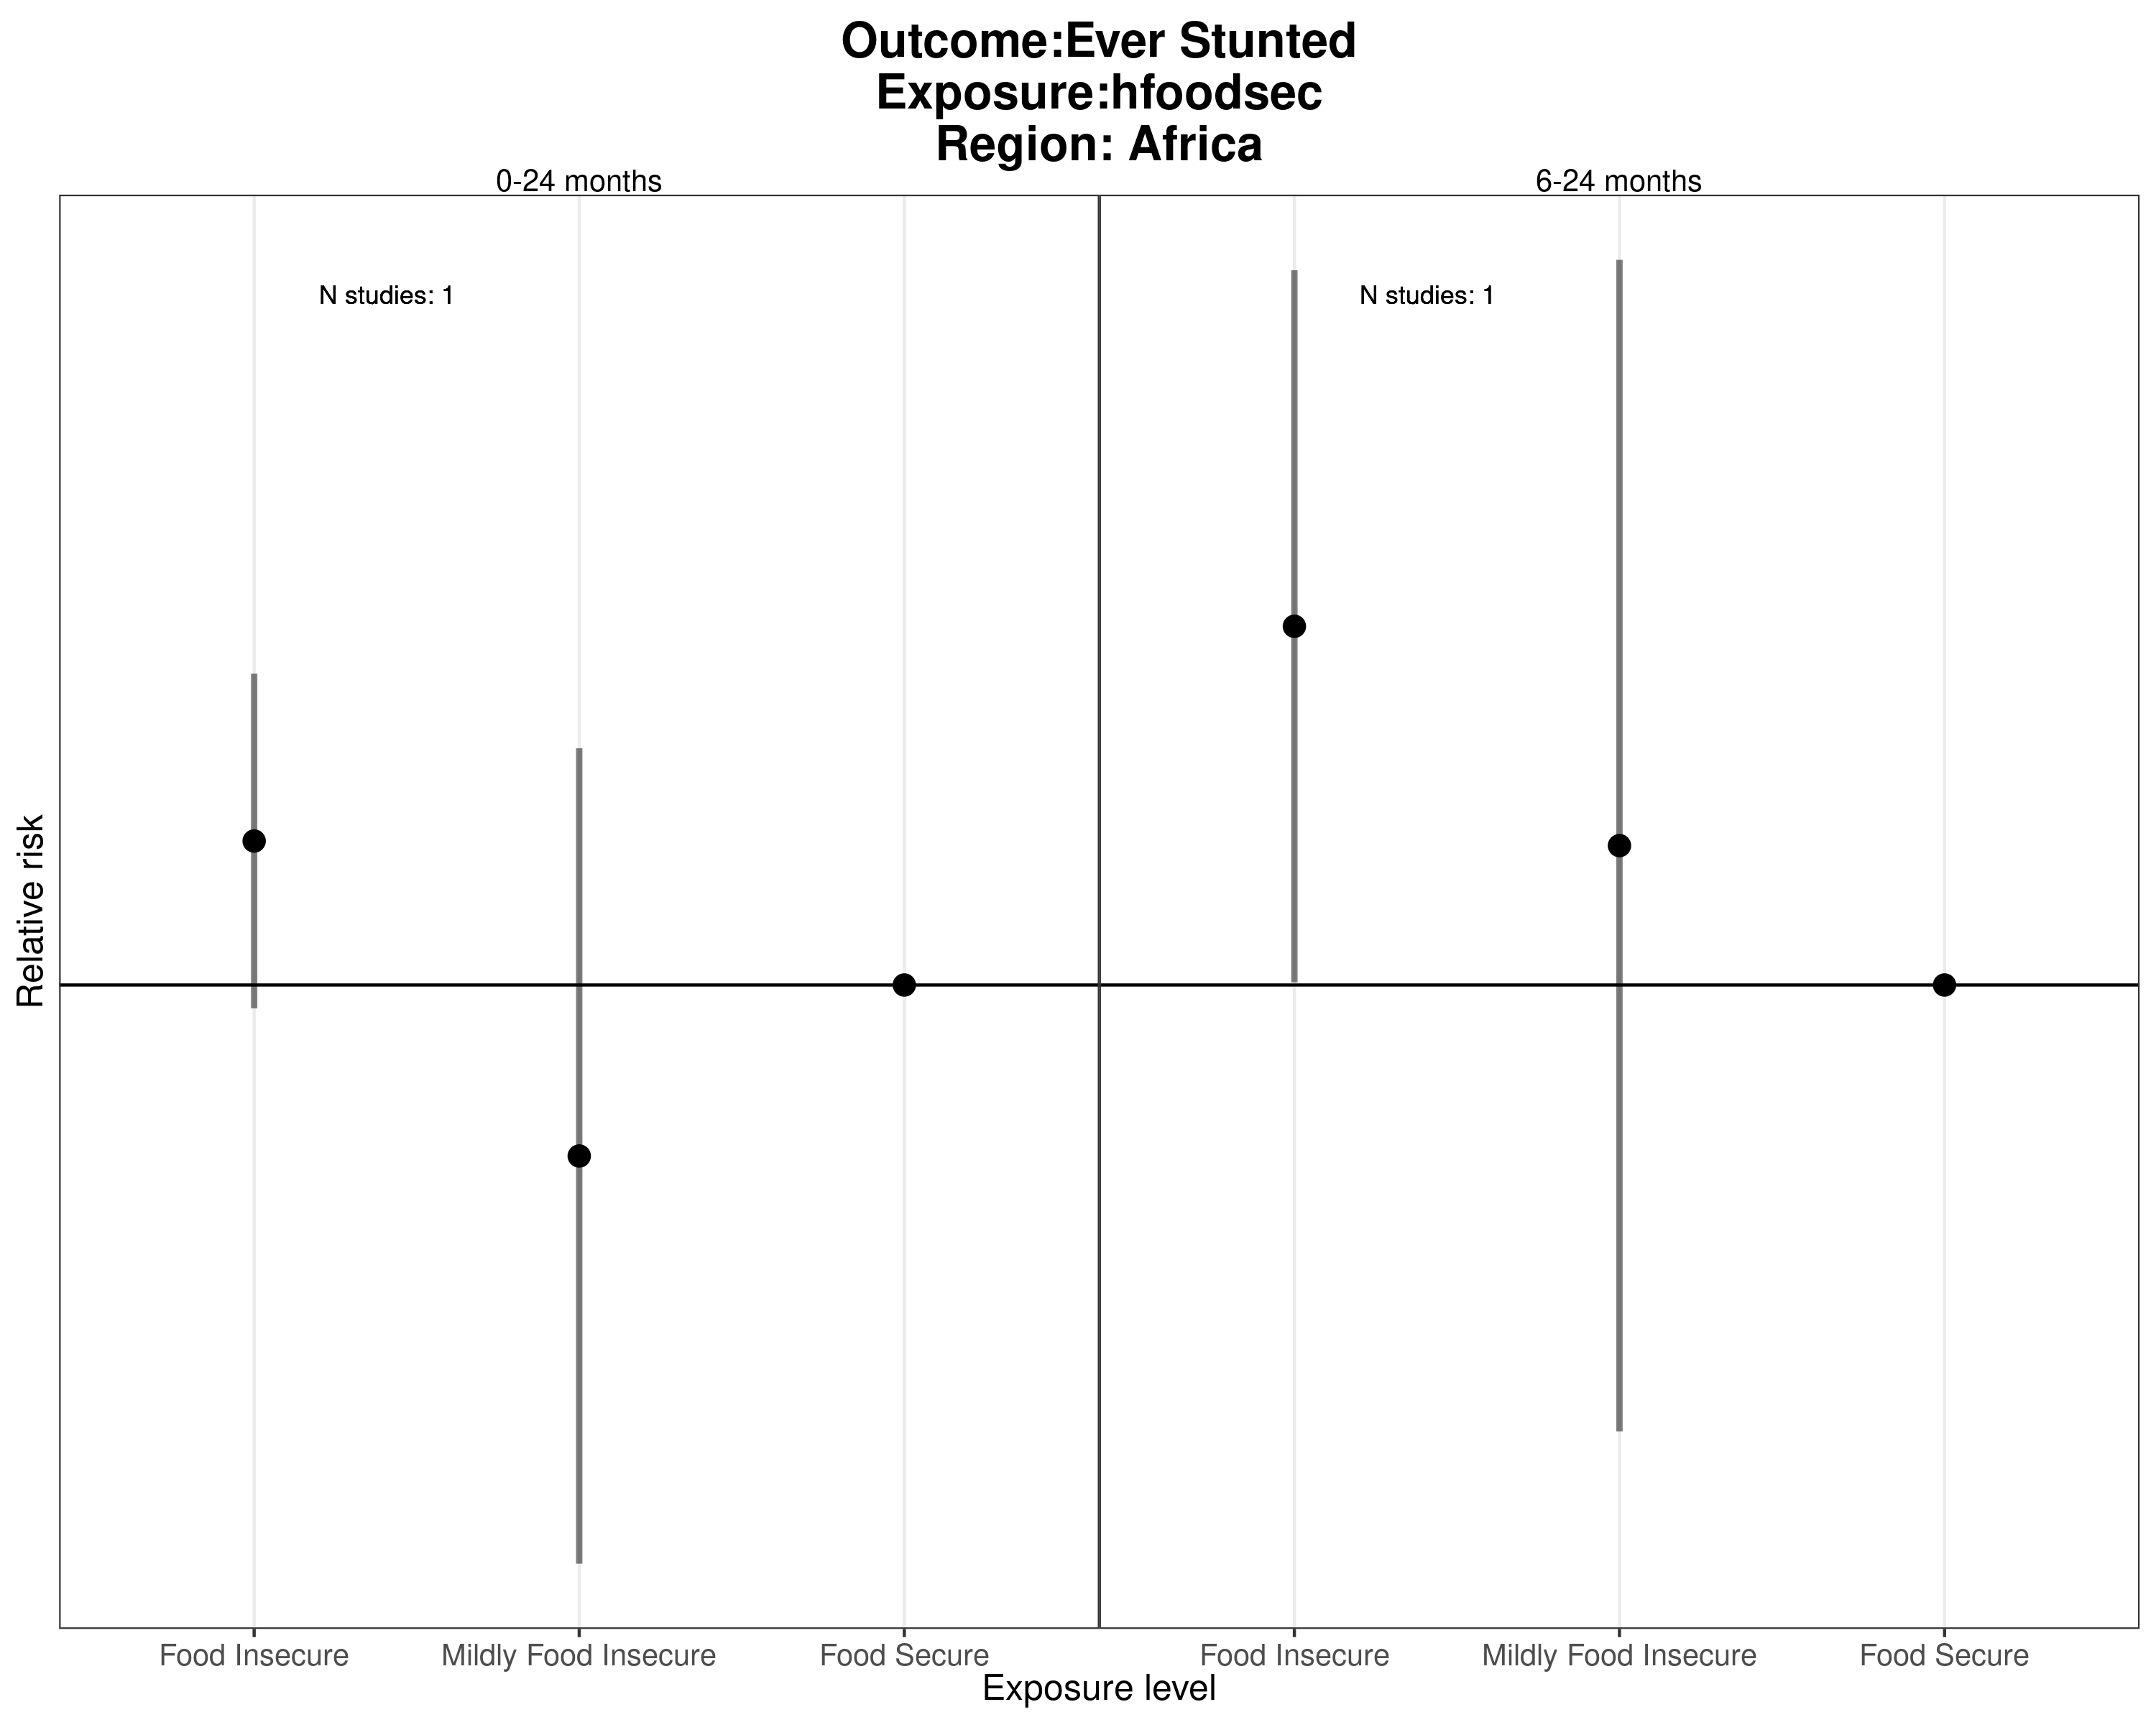 Outcome:Ever Stunted
Exposure:hfoodsec
Region: Africa
0-24 months
6-24 months
N studies: 1
N studies: 1
Relative risk
Food Insecure
Mildly Food Insecure
Food Secure
Food Insecure
Mildly Food Insecure
Food Secure
Exposure level